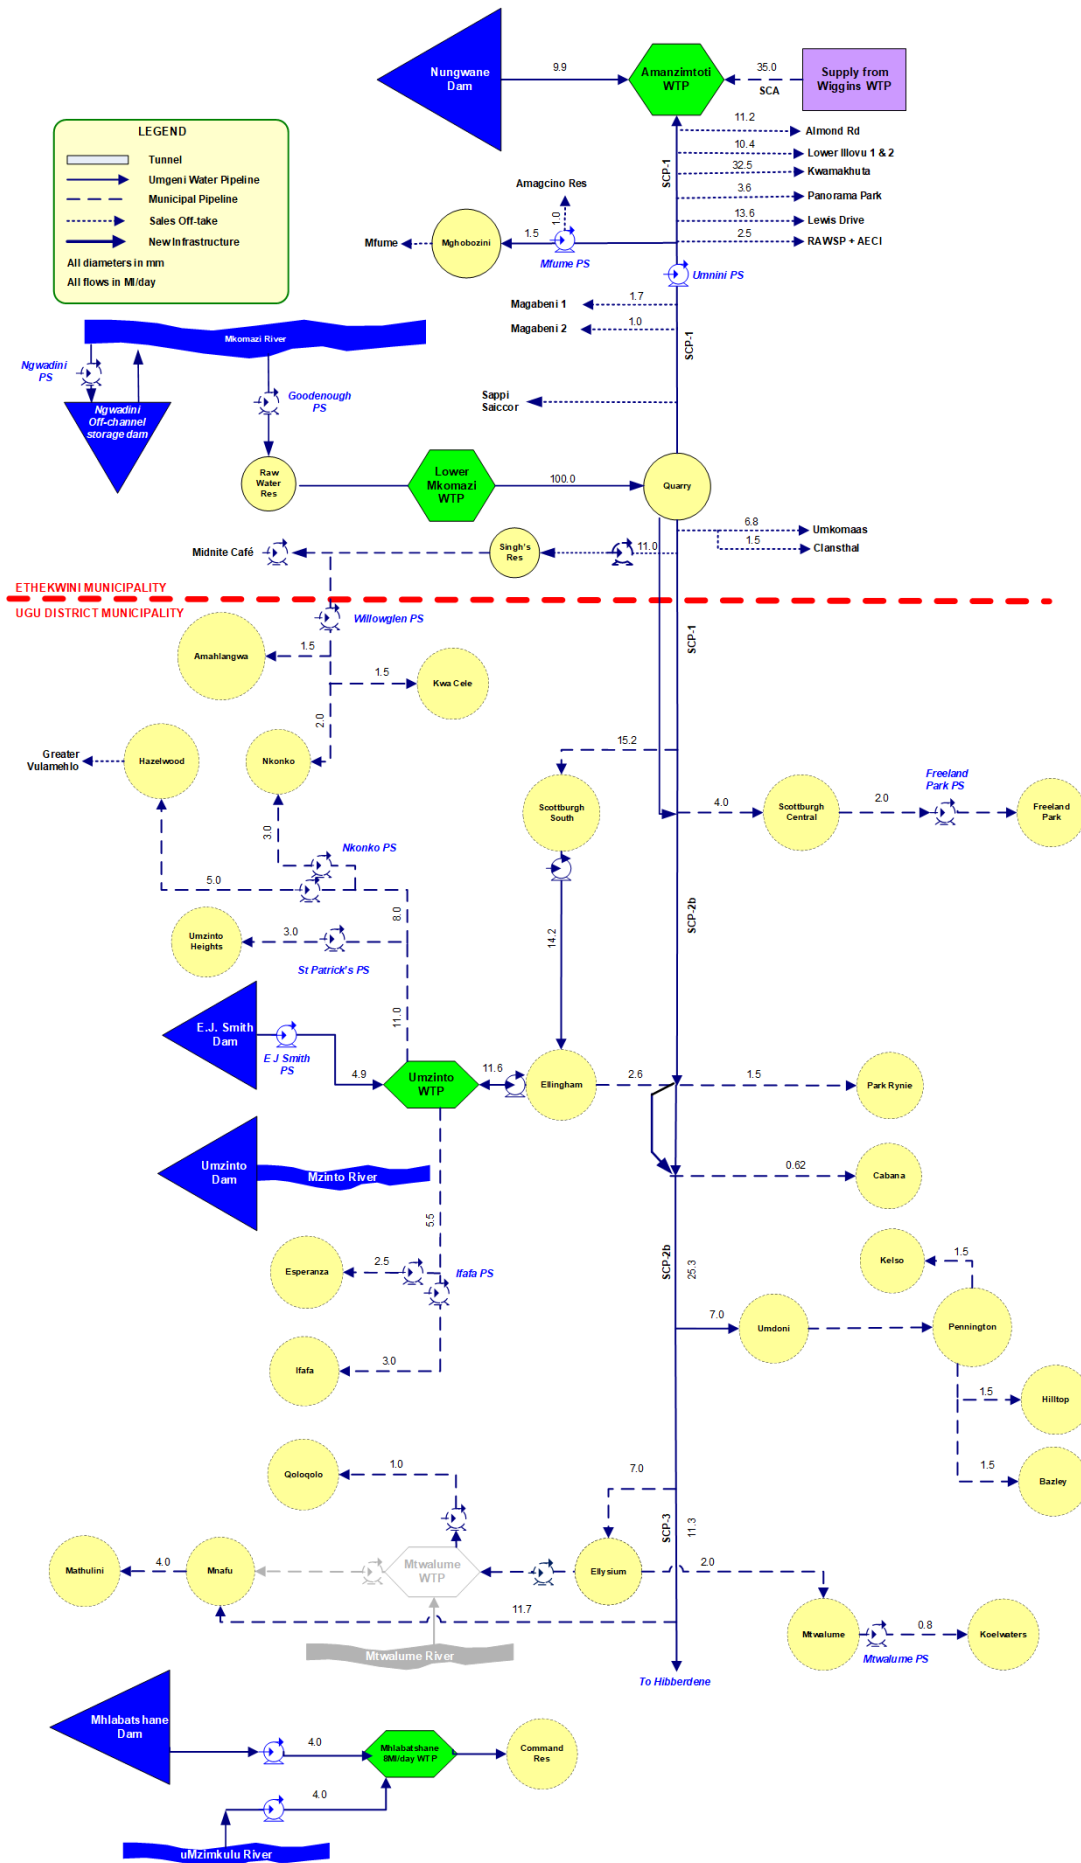 Nungwane
Dam
9.9
Amanzimtoti
WTP
35.0
SCA
Supply from
Wiggins WTP
LEGEND
Tunnel
Umgeni Water Pipeline
Municipal Pipeline
Sales Off-take
New Infrastructure
All diameters in mm
All flows in Ml/day
SCP-1
11.2
Almond Rd
10.4
Lower Illovu 1 & 2
32.5
Kwamakhuta
3.6
Panorama Park
13.6
Lewis Drive
2.5
RAWSP + AECI
Amagcino Res
1.0
Mfume
Mghobozini
1.5
Mfume PS
Umnini PS
Magabeni 1
1.7
Magabeni 2
1.0
SCP-1
Mkomazi River
Ngwadini
PS
Ngwadini
Off-channel
storage dam
Goodenough
PS
Sappi
Saiccor
Raw
Water
Res
Lower
Mkomazi
WTP
100.0
Quarry
6.8
Umkomaas
1.5
Clansthal
Midnite Café
Singh's
Res
11.0
ETHEKWINI MUNICIPALITY
UGU DISTRICT MUNICIPALITY
Willowglen PS
SCP-1
Amahlangwa
1.5
1.5
Kwa Cele
2.0
Greater
Vulamehlo
Hazelwood
Nkonko
15.2
Scottburgh
South
4.0
Scottburgh
Central
2.0
Freeland
Park PS
Freeland
Park
3.0
Nkonko PS
5.0
8.0
Umzinto
Heights
3.0
St Patrick's PS
14.2
SCP-2b
11.0
E.J. Smith
Dam
E J Smith
PS
4.9
Umzinto
WTP
11.6
Ellingham
2.6
1.5
Park Rynie
Umzinto
Dam
Mzinto River
0.62
Cabana
5.5
Esperanza
2.5
Ifafa PS
SCP-2b
25.3
Kelso
1.5
7.0
Umdoni
Pennington
Ifafa
3.0
1.5
Hilltop
Qoloqolo
1.0
7.0
1.5
Bazley
SCP-3
11.3
Mathulini
4.0
Mnafu
Mtwalume
WTP
Ellysium
2.0
11.7
Mtwalume River
Mtwalume
0.8
Mtwalume PS
Koelwaters
To Hibberdene
Mhlabatshane
Dam
4.0
Mhlabatshane
8Ml/day WTP
Command
Res
4.0
uMzimkulu River